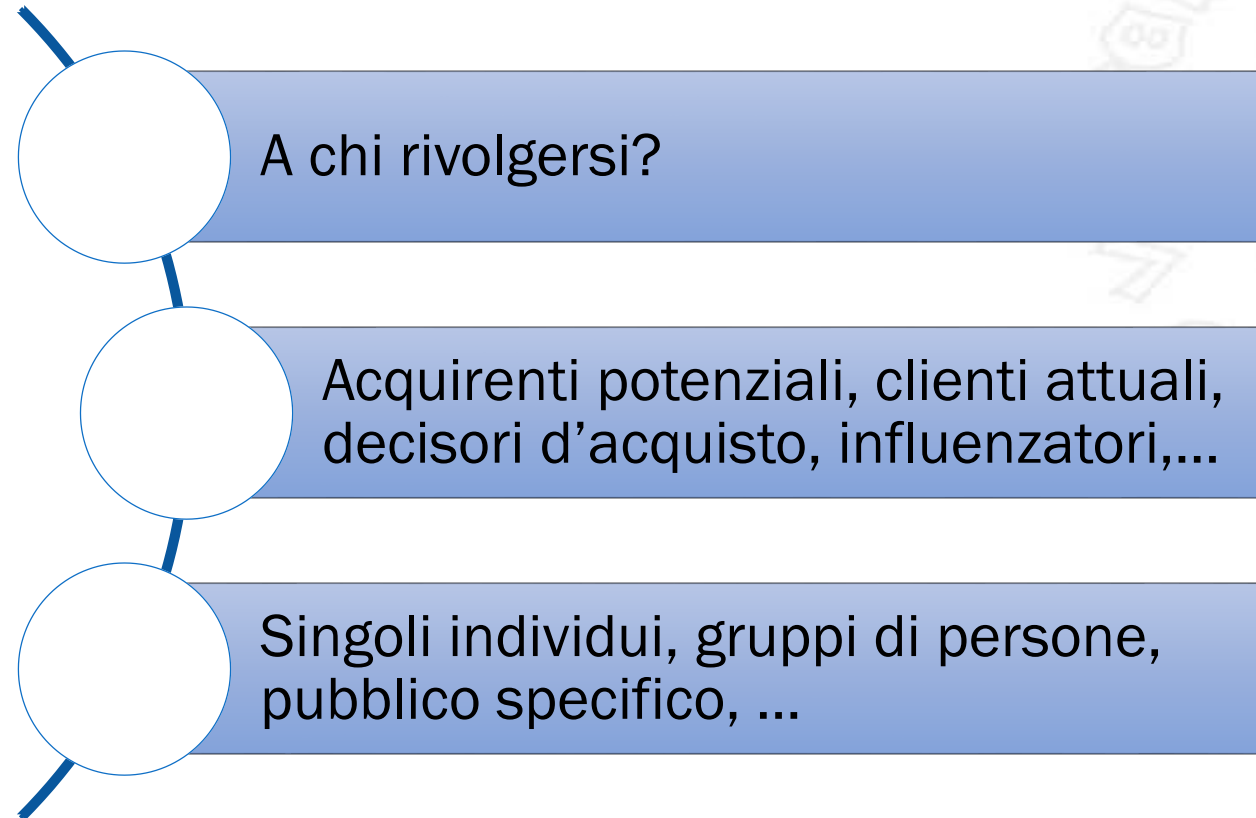 A chi rivolgersi?
Acquirenti potenziali, clienti attuali,
decisori d’acquisto, influenzatori,...
Singoli individui, gruppi di persone,
pubblico specifico, ...